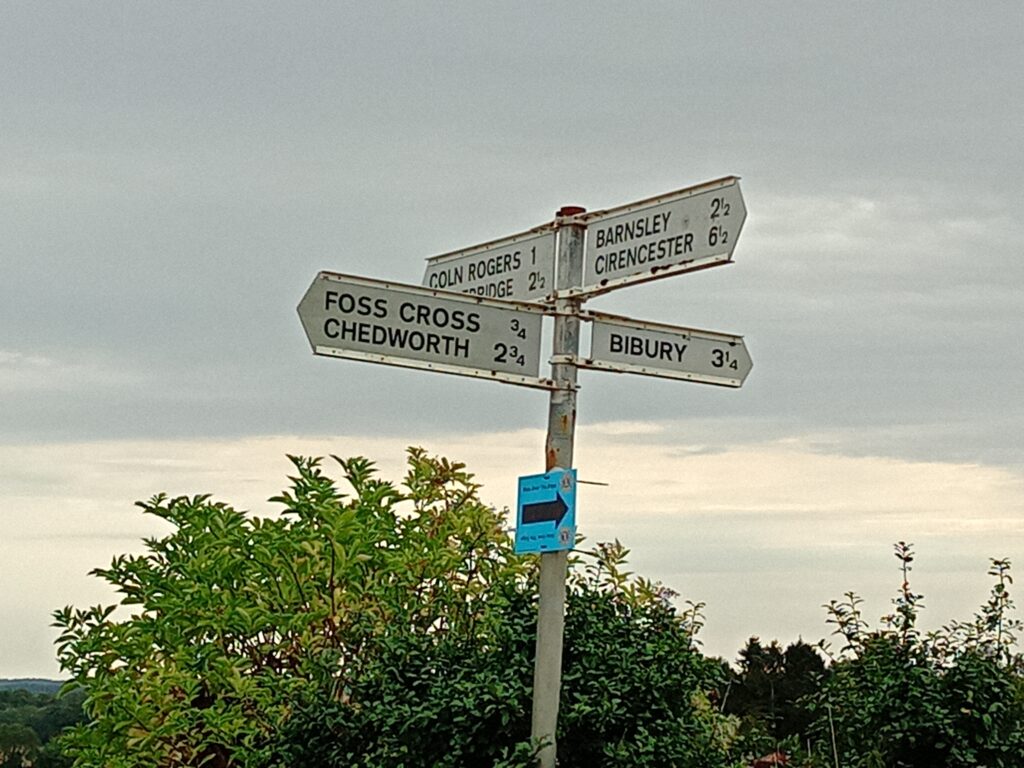 BARNSLEY 2½
CIRENCESTER 6½
COLN ROGERS 1
2½
FOSS CROSS ¾
CHEDWORTH 2¾
BIBURY 3¼